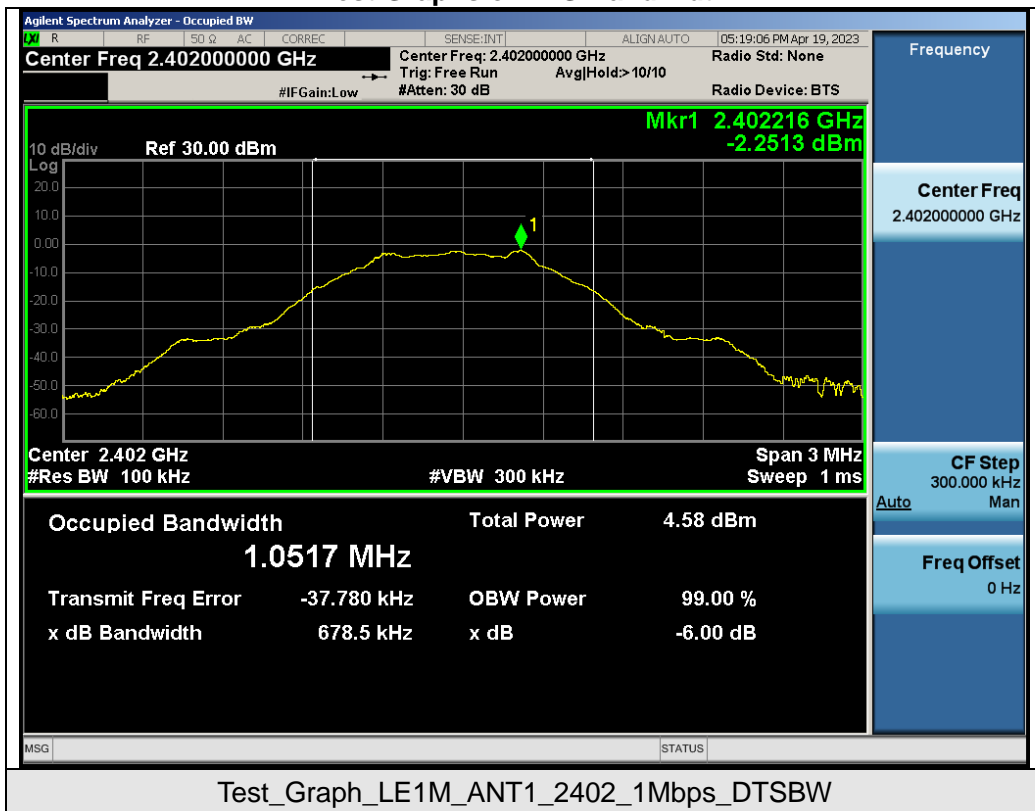 Agilent Spectrum Analyzer - Occupied BW
LXI R RF 50 Ω AC CORREC SENSE:INT ALIGN AUTO 05:19:06 PM Apr 19, 2023
Center Freq 2.402000000 GHz
Center Freq: 2.402000000 GHz
Radio Std: None
Trig: Free Run Avg|Hold:> 10/10
#IFGain:Low #Atten: 30 dB Radio Device: BTS
Mkr1 2.402216 GHz
-2.2513 dBm
10 dB/div Ref 30.00 dBm
Log
20.0
10.0
0.00
-10.0
-20.0
-30.0
-40.0
-50.0
-60.0
1
Center 2.402 GHz Span 3 MHz
#Res BW 100 kHz #VBW 300 kHz Sweep 1 ms
Occupied Bandwidth Total Power 4.58 dBm
1.0517 MHz
Transmit Freq Error -37.780 kHz OBW Power 99.00 %
x dB Bandwidth 678.5 kHz x dB -6.00 dB
MSG STATUS
Frequency
Center Freq
2.402000000 GHz
CF Step
300.000 kHz
Auto Man
Freq Offset
0 Hz
Test_Graph_LE1M_ANT1_2402_1Mbps_DTSBW